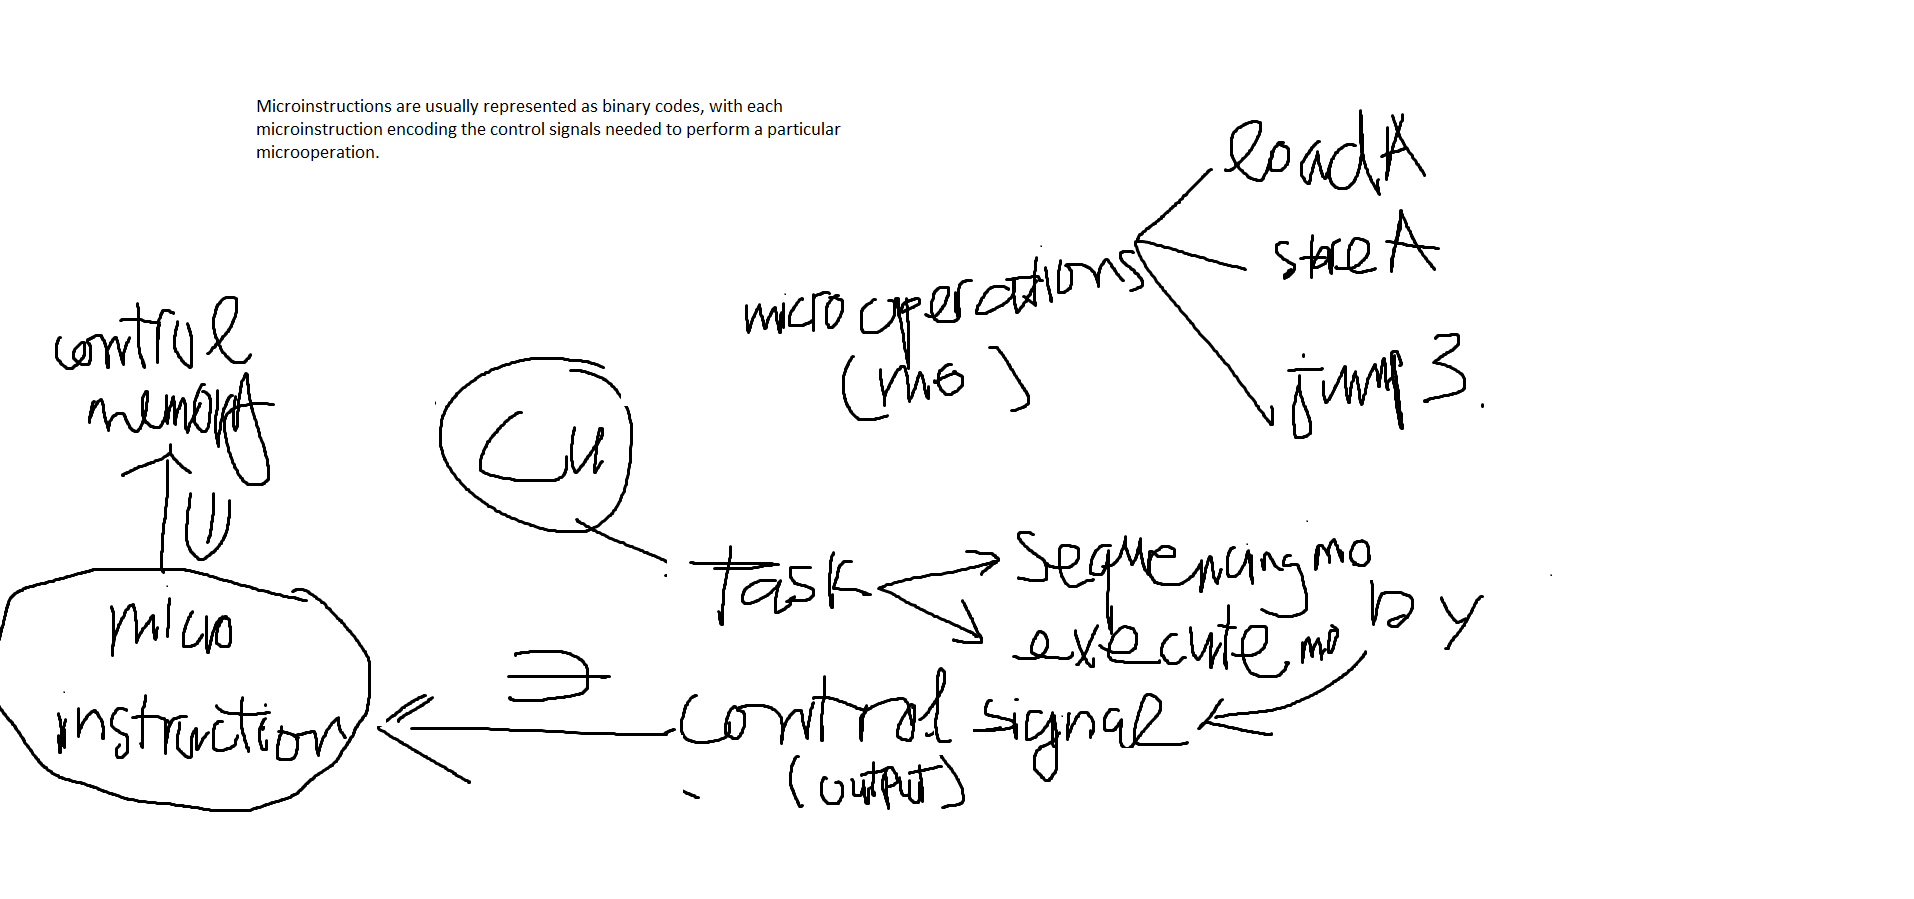 Microinstructions are usually represented as binary codes, with each
microinstruction encoding the control signals needed to perform a particular
microoperation.
load A
store A
micro operations
(mo)
jump 3
control
memory
CU
Task
sequencing mo
execute mo
by
micro
instruction
control signal
(output)